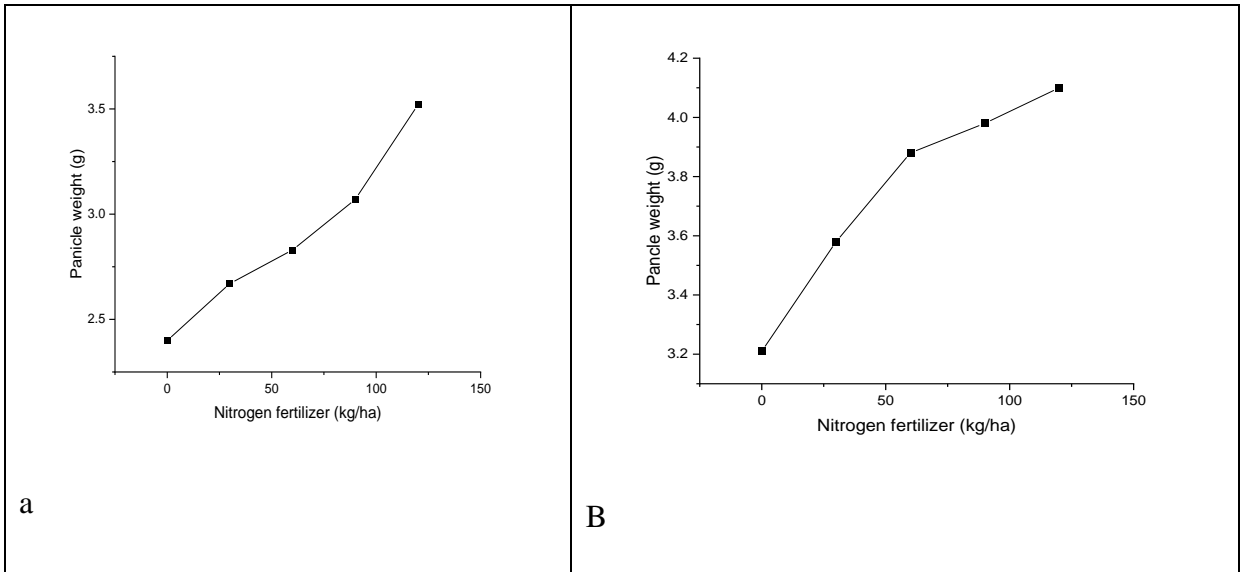 3.5
3.0
2.5
Panicle weight (g)
0 50 100 150
Nitrogen fertilizer (kg/ha)
a
4.2
4.0
3.8
3.6
3.4
3.2
Pancle weight (g)
0 50 100 150
Nitrogen fertilizer (kg/ha)
B